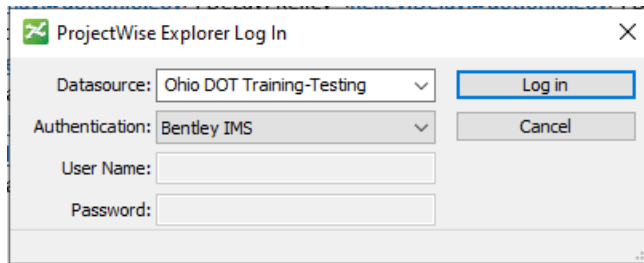 ProjectWise Explorer Log In
Datasource: Ohio DOT Training-Testing Log in
Authentication: Bentley IMS Cancel
User Name:
Password: